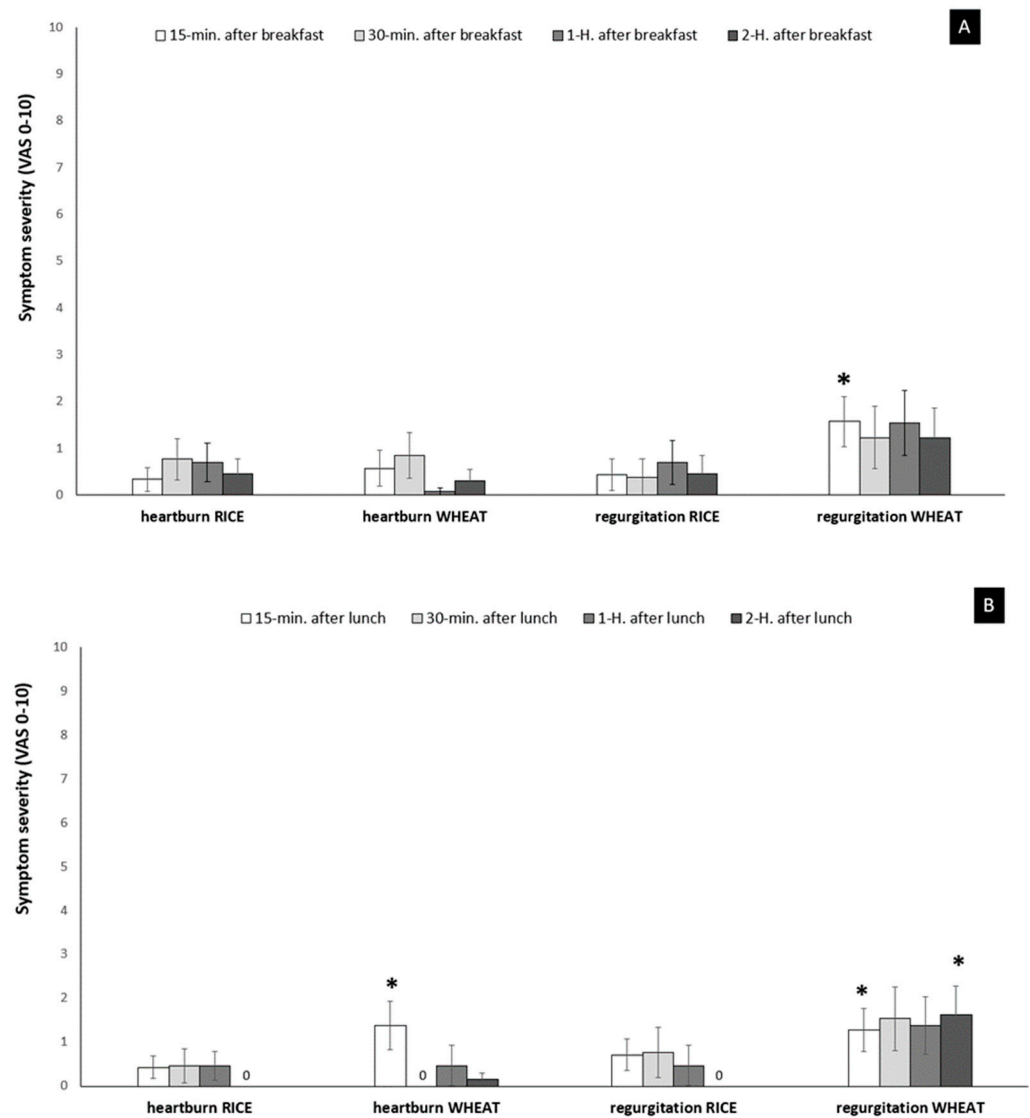 15-min. after breakfast 30-min. after breakfast 1-H. after breakfast 2-H. after breakfast
A
Symptom severity (VAS 0-10)
10
9
8
7
6
5
4
3
2
1
0
*
heartburn RICE heartburn WHEAT regurgitation RICE regurgitation WHEAT
15-min. after lunch 30-min. after lunch 1-H. after lunch 2-H. after lunch
B
Symptom severity (VAS 0-10)
10
9
8
7
6
5
4
3
2
1
0
* * *
0 0 0
heartburn RICE heartburn WHEAT regurgitation RICE regurgitation WHEAT